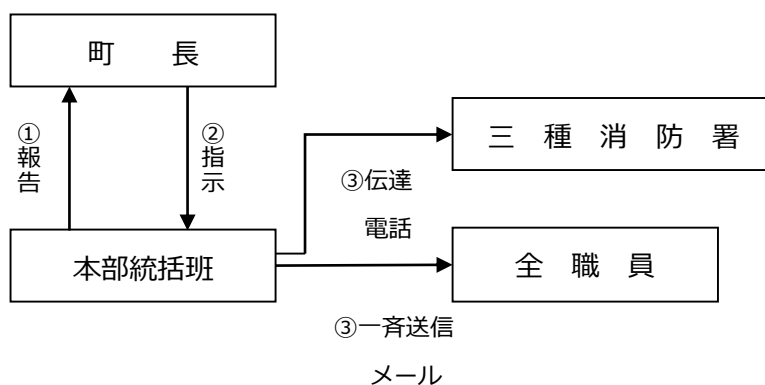 町　　長
①報告
②指示
三　種　消　防　署
③伝達
電話
本部統括班
全　職　員
③一斉送信
メール